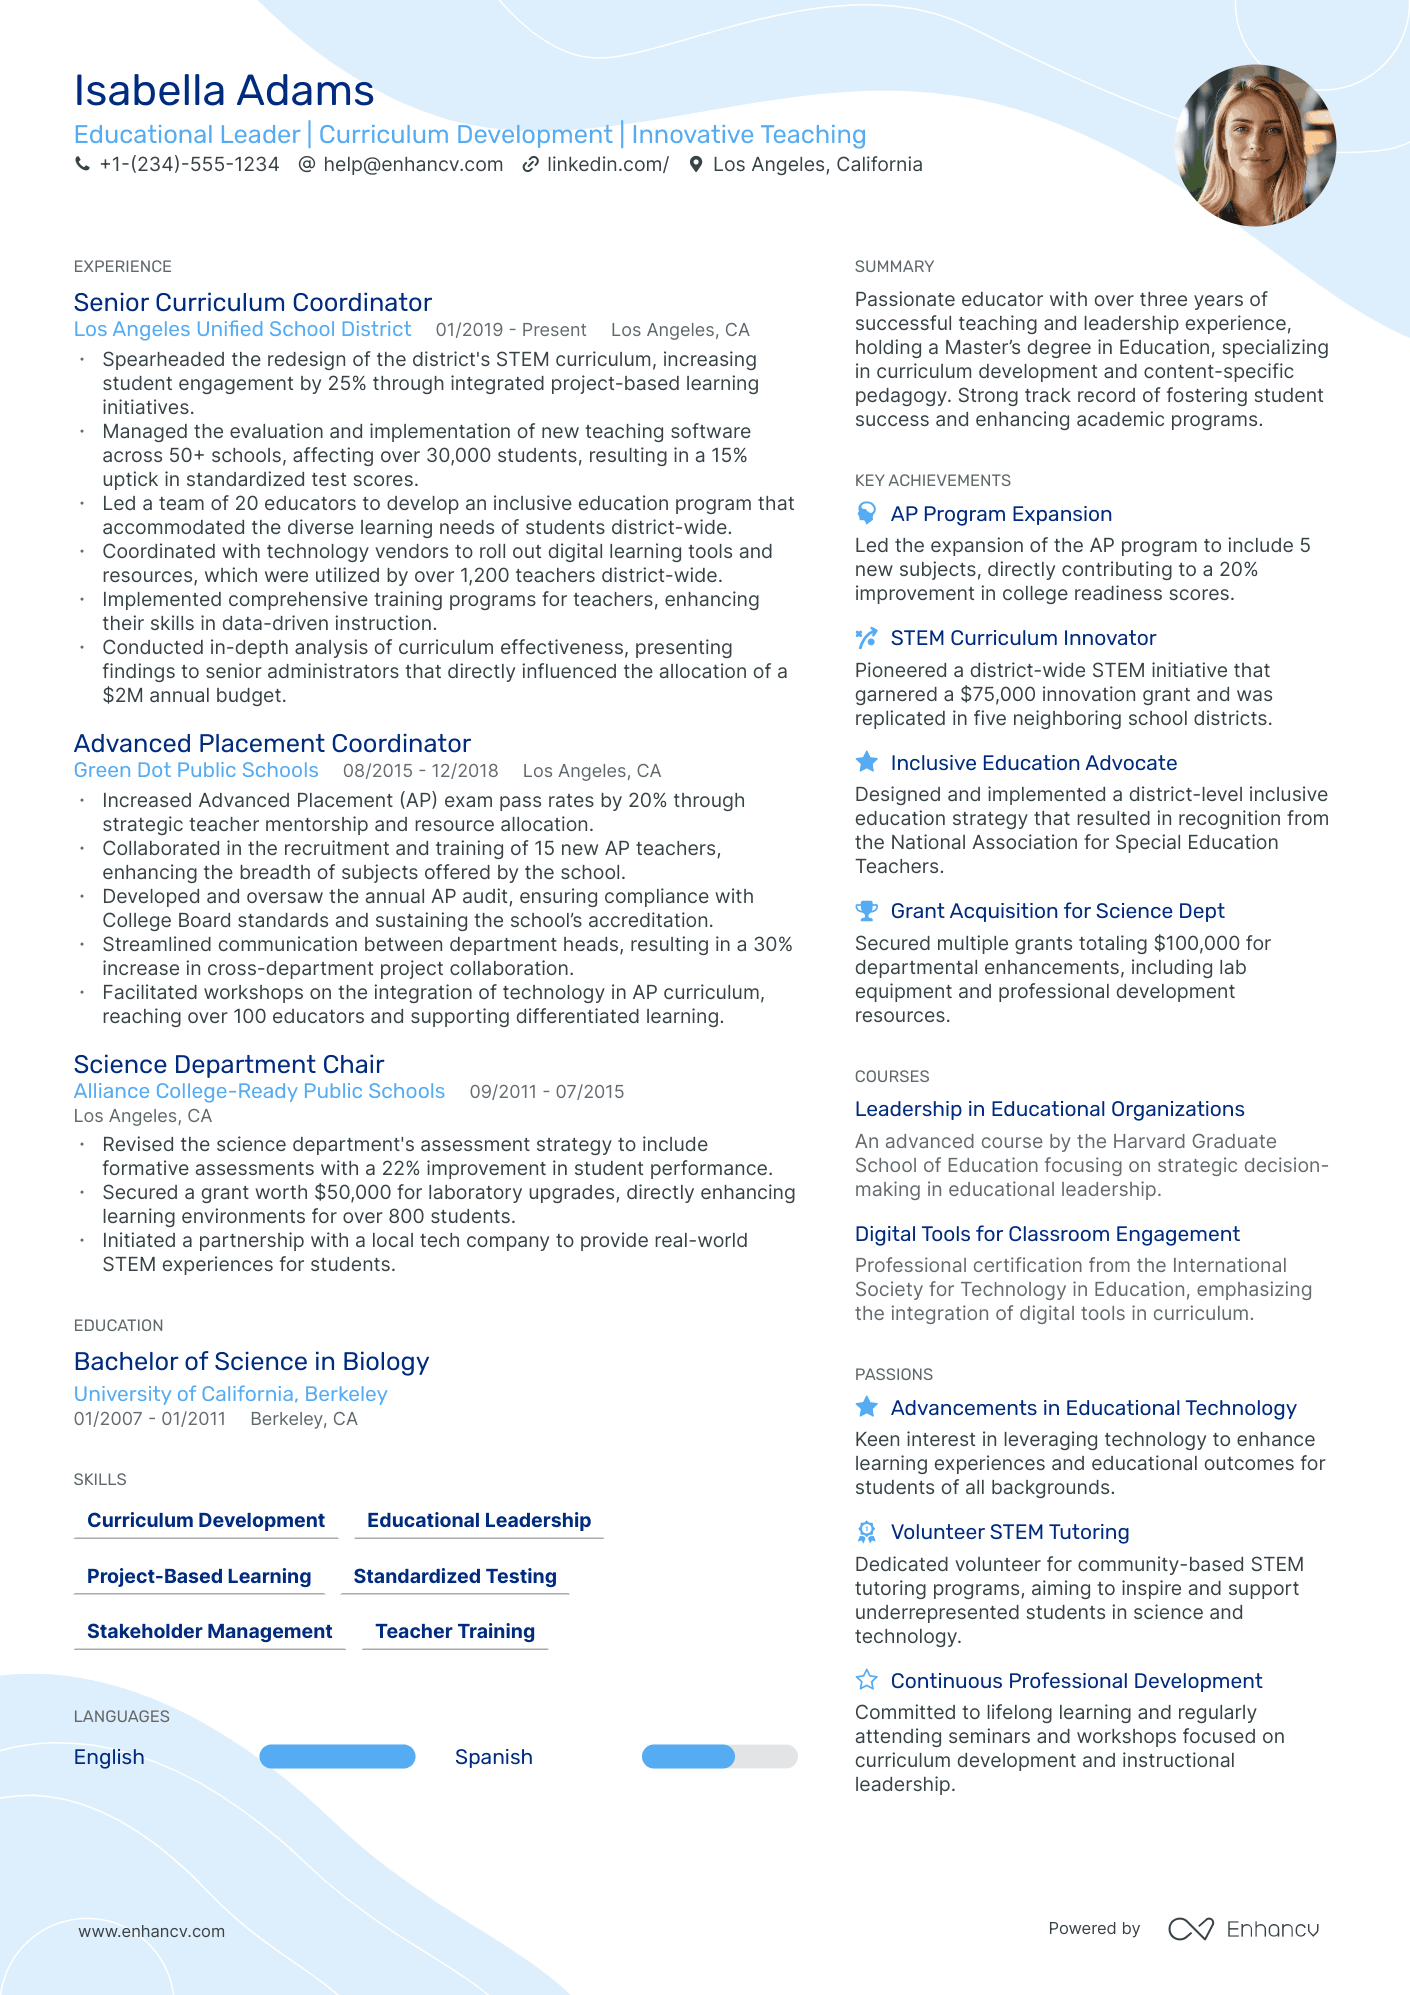 Isabella Adams
Educational Leader | Curriculum Development | Innovative Teaching
+1-(234)-555-1234 @ help@enhancv.com linkedin.com/ Los Angeles, California
EXPERIENCE
Senior Curriculum Coordinator
Los Angeles Unified School District 01/2019 - Present Los Angeles, CA
· Spearheaded the redesign of the district's STEM curriculum, increasing
student engagement by 25% through integrated project-based learning
initiatives.
· Managed the evaluation and implementation of new teaching software
across 50+ schools, affecting over 30,000 students, resulting in a 15%
uptick in standardized test scores.
· Led a team of 20 educators to develop an inclusive education program that
accommodated the diverse learning needs of students district-wide.
· Coordinated with technology vendors to roll out digital learning tools and
resources, which were utilized by over 1,200 teachers district-wide.
· Implemented comprehensive training programs for teachers, enhancing
their skills in data-driven instruction.
· Conducted in-depth analysis of curriculum effectiveness, presenting
findings to senior administrators that directly influenced the allocation of a
$2M annual budget.
Advanced Placement Coordinator
Green Dot Public Schools 08/2015 - 12/2018 Los Angeles, CA
· Increased Advanced Placement (AP) exam pass rates by 20% through
strategic teacher mentorship and resource allocation.
· Collaborated in the recruitment and training of 15 new AP teachers,
enhancing the breadth of subjects offered by the school.
· Developed and oversaw the annual AP audit, ensuring compliance with
College Board standards and sustaining the school’s accreditation.
· Streamlined communication between department heads, resulting in a 30%
increase in cross-department project collaboration.
· Facilitated workshops on the integration of technology in AP curriculum,
reaching over 100 educators and supporting differentiated learning.
Science Department Chair
Alliance College-Ready Public Schools 09/2011 - 07/2015
Los Angeles, CA
· Revised the science department's assessment strategy to include
formative assessments with a 22% improvement in student performance.
· Secured a grant worth $50,000 for laboratory upgrades, directly enhancing
learning environments for over 800 students.
· Initiated a partnership with a local tech company to provide real-world
STEM experiences for students.
EDUCATION
Bachelor of Science in Biology
University of California, Berkeley
01/2007 - 01/2011 Berkeley, CA
SKILLS
Curriculum Development Educational Leadership
Project-Based Learning Standardized Testing
Stakeholder Management Teacher Training
LANGUAGES
English Spanish
SUMMARY
Passionate educator with over three years of
successful teaching and leadership experience,
holding a Master’s degree in Education, specializing
in curriculum development and content-specific
pedagogy. Strong track record of fostering student
success and enhancing academic programs.
KEY ACHIEVEMENTS
AP Program Expansion
Led the expansion of the AP program to include 5
new subjects, directly contributing to a 20%
improvement in college readiness scores.
STEM Curriculum Innovator
Pioneered a district-wide STEM initiative that
garnered a $75,000 innovation grant and was
replicated in five neighboring school districts.
Inclusive Education Advocate
Designed and implemented a district-level inclusive
education strategy that resulted in recognition from
the National Association for Special Education
Teachers.
Grant Acquisition for Science Dept
Secured multiple grants totaling $100,000 for
departmental enhancements, including lab
equipment and professional development
resources.
COURSES
Leadership in Educational Organizations
An advanced course by the Harvard Graduate
School of Education focusing on strategic decision-
making in educational leadership.
Digital Tools for Classroom Engagement
Professional certification from the International
Society for Technology in Education, emphasizing
the integration of digital tools in curriculum.
PASSIONS
Advancements in Educational Technology
Keen interest in leveraging technology to enhance
learning experiences and educational outcomes for
students of all backgrounds.
Volunteer STEM Tutoring
Dedicated volunteer for community-based STEM
tutoring programs, aiming to inspire and support
underrepresented students in science and
technology.
Continuous Professional Development
Committed to lifelong learning and regularly
attending seminars and workshops focused on
curriculum development and instructional
leadership.
www.enhancv.com
Powered by Enhancv